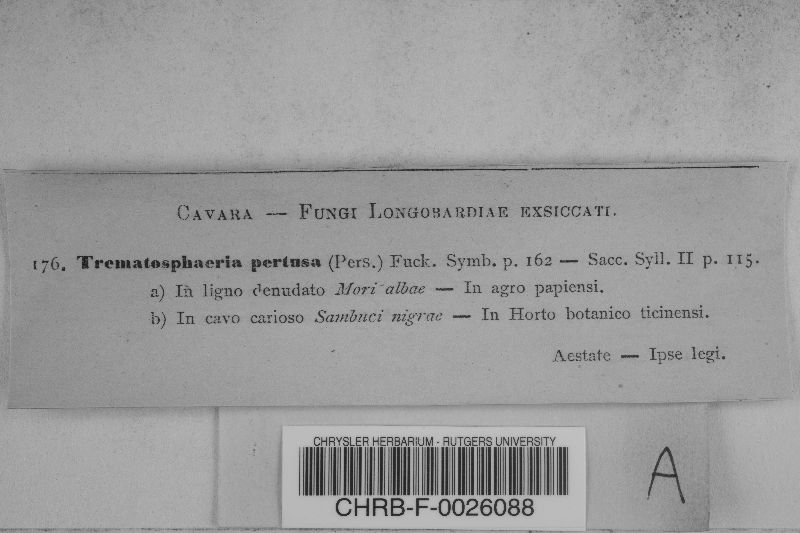 CAVARA — FUNGI LONGOBARDIAE EXSICCATI.
176. Trematosphaeria pertusa (Pers.) Fuck. Symb. p. 162 — Sacc. Syll. II p. 115.
a) In ligno denudato Mori albae — In agro papiensi.
b) In cavo carioso Sambuci nigrae — In Horto botanico ticinensi.
Aestate — Ipse legi.
CHRYSLER HERBARIUM - RUTGERS UNIVERSITY
CHRB-F-0026088
A